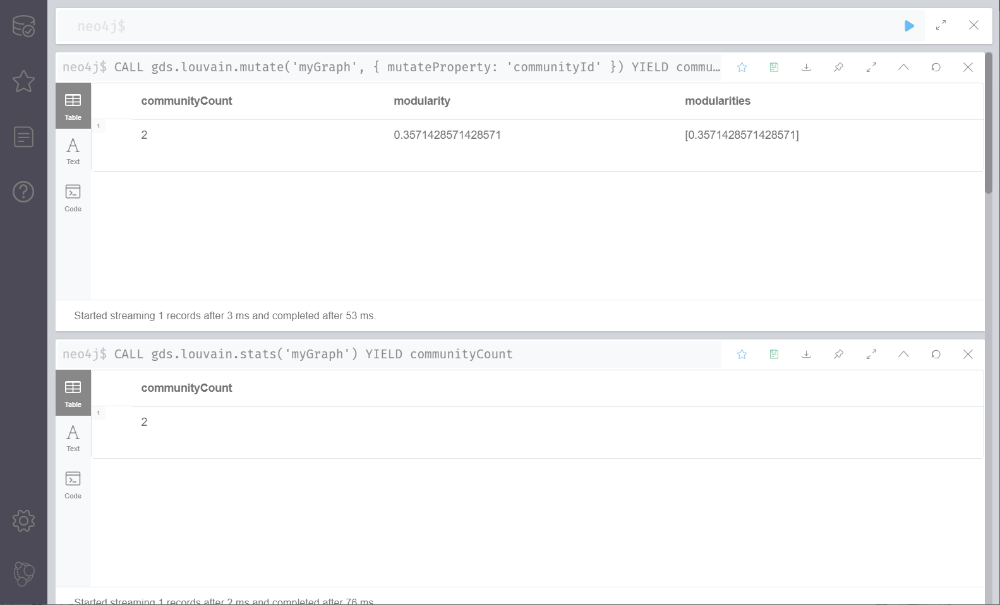 neo4j$
neo4j$ CALL gds.louvain.mutate('myGraph', { mutateProperty: 'communityId' }) YIELD commu…
Table
Text
Code
communityCount modularity modularities
1
2 0.3571428571428571 [0.3571428571428571]
Started streaming 1 records after 3 ms and completed after 53 ms.
neo4j$ CALL gds.louvain.stats('myGraph') YIELD communityCount
Table
Text
Code
communityCount
1
2
Started streaming 1 records after 2 ms and completed after 76 ms.